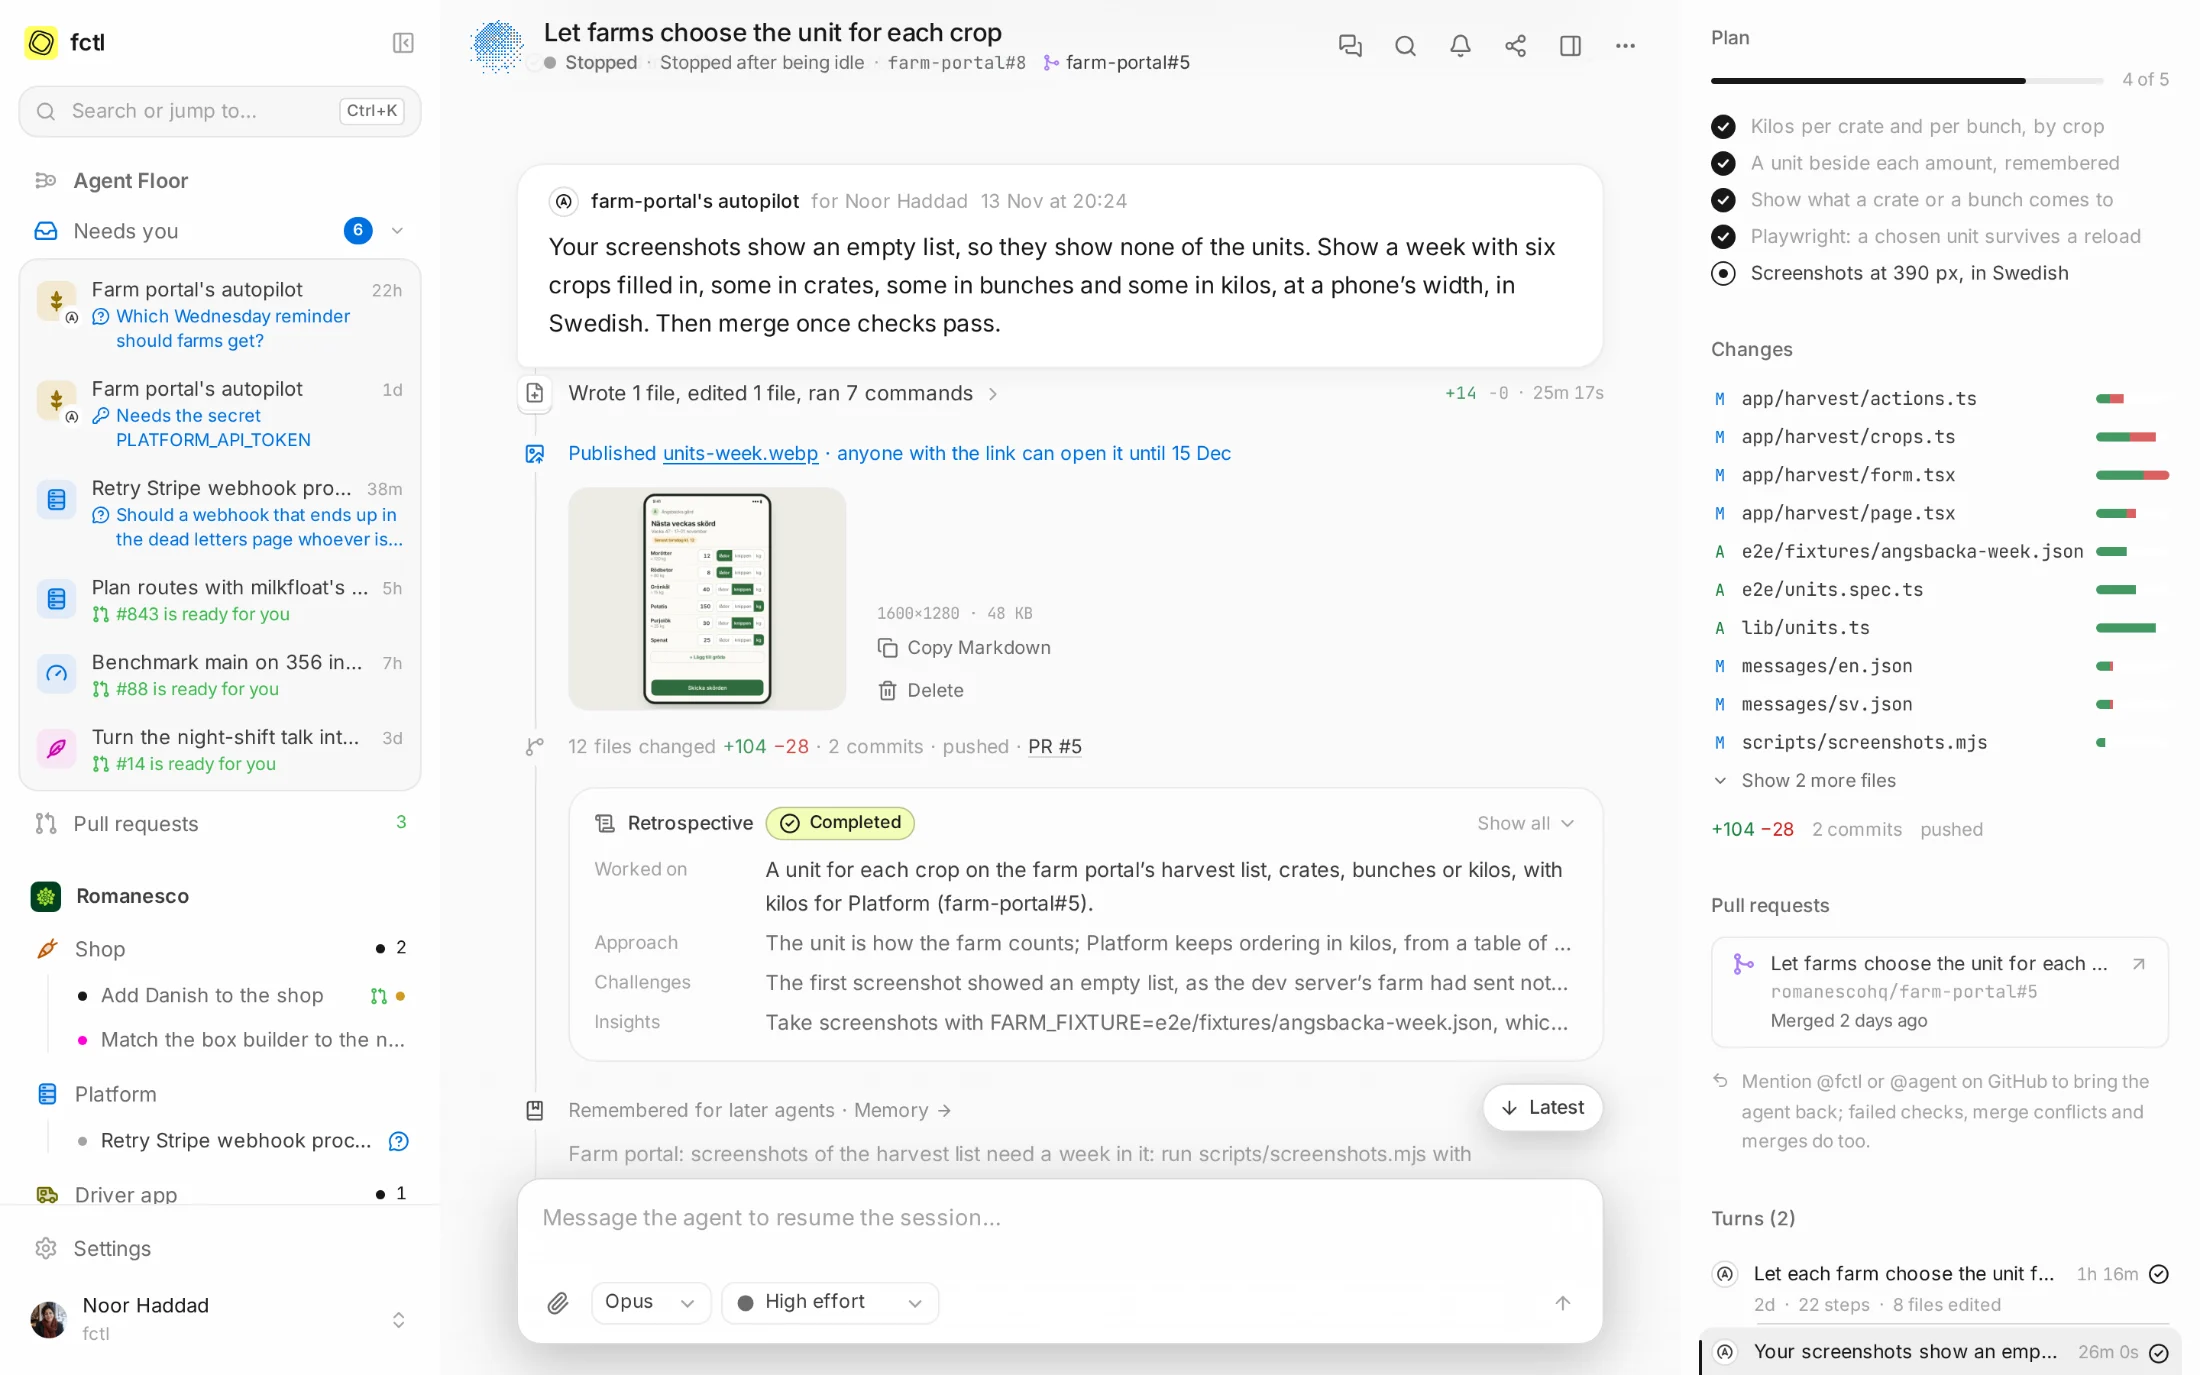 fctl
Search or jump to...
Ctrl+K
Agent Floor
Needs you
6
Farm portal's autopilot
22h
Which Wednesday reminder
should farms get?
Farm portal's autopilot
1d
Needs the secret
PLATFORM_API_TOKEN
Retry Stripe webhook pro...
38m
Should a webhook that ends up in
the dead letters page whoever is...
Plan routes with milkfloat's ...
5h
#843 is ready for you
Benchmark main on 356 in...
7h
#88 is ready for you
Turn the night-shift talk int...
3d
#14 is ready for you
Pull requests
3
Romanesco
Shop
2
Add Danish to the shop
Match the box builder to the n...
Platform
Retry Stripe webhook proc...
Driver app
1
Settings
Noor Haddad
fctl
Let farms choose the unit for each crop
Stopped · Stopped after being idle · farm-portal#8 farm-portal#5
farm-portal's autopilot for Noor Haddad 13 Nov at 20:24
Your screenshots show an empty list, so they show none of the units. Show a week with six
crops filled in, some in crates, some in bunches and some in kilos, at a phone’s width, in
Swedish. Then merge once checks pass.
Wrote 1 file, edited 1 file, ran 7 commands
+14 -0 · 25m 17s
Published units-week.webp · anyone with the link can open it until 15 Dec
Nästa veckas skörd
Morötter
12
Rödbetor
8
Grönkål
40
Potatis
150
kg
Purjolök
30
Spenat
25
kg
Skicka skörden
1600×1280 · 48 KB
Copy Markdown
Delete
12 files changed +104 −28 · 2 commits · pushed · PR #5
Retrospective
Completed
Show all
Worked on
A unit for each crop on the farm portal’s harvest list, crates, bunches or kilos, with
kilos for Platform (farm-portal#5).
Approach
The unit is how the farm counts; Platform keeps ordering in kilos, from a table of ...
Challenges
The first screenshot showed an empty list, as the dev server’s farm had sent not...
Insights
Take screenshots with FARM_FIXTURE=e2e/fixtures/angsbacka-week.json, whic...
Remembered for later agents · Memory →
Latest
Farm portal: screenshots of the harvest list need a week in it: run scripts/screenshots.mjs with
Message the agent to resume the session...
Opus
High effort
Plan
4 of 5
Kilos per crate and per bunch, by crop
A unit beside each amount, remembered
Show what a crate or a bunch comes to
Playwright: a chosen unit survives a reload
Screenshots at 390 px, in Swedish
Changes
M app/harvest/actions.ts
M app/harvest/crops.ts
M app/harvest/form.tsx
M app/harvest/page.tsx
A e2e/fixtures/angsbacka-week.json
A e2e/units.spec.ts
A lib/units.ts
M messages/en.json
M messages/sv.json
M scripts/screenshots.mjs
Show 2 more files
+104 −28 2 commits pushed
Pull requests
Let farms choose the unit for each ...
romanescohq/farm-portal#5
Merged 2 days ago
Mention @fctl or @agent on GitHub to bring the
agent back; failed checks, merge conflicts and
merges do too.
Turns (2)
Let each farm choose the unit f...
1h 16m
2d · 22 steps · 8 files edited
Your screenshots show an emp...
26m 0s